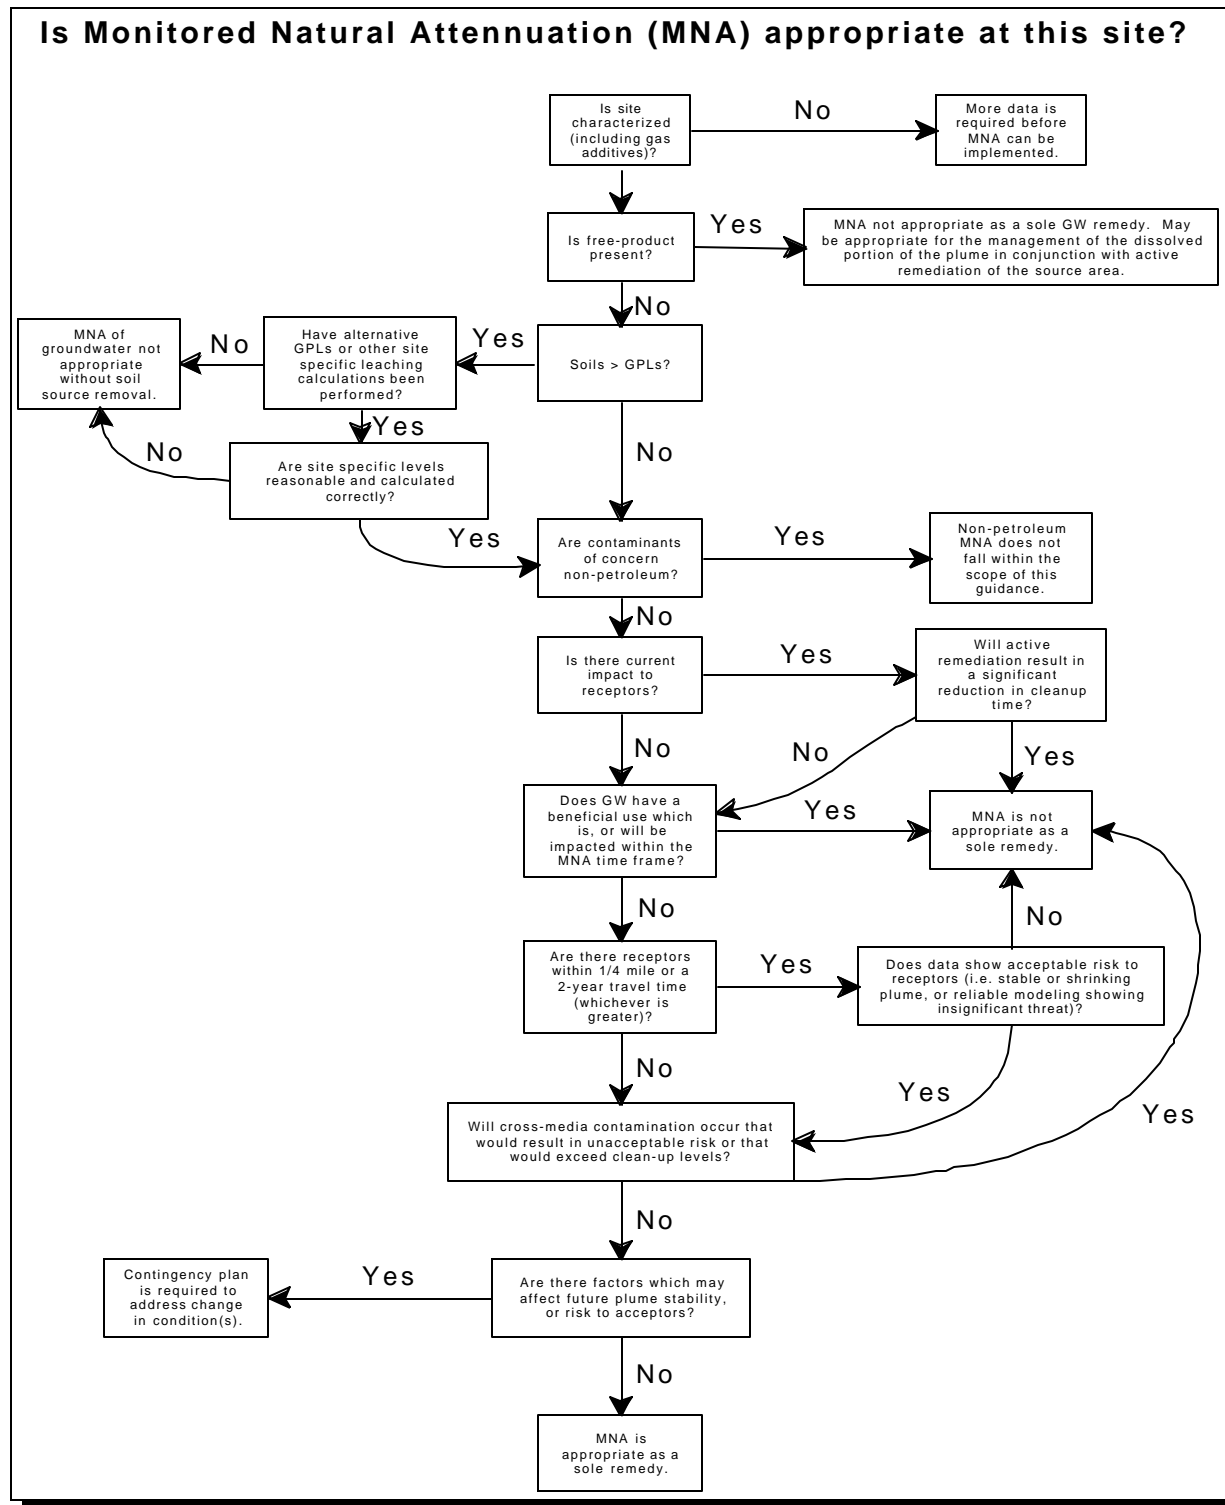 Is Monitored Natural Attennuation (MNA) appropriate at this site?
Is site
characterized
(including gas
additives)?
No
More data is
required before
MNA can be
implemented.
Is free-product
present?
Yes
MNA not appropriate as a sole GW remedy. May
be appropriate for the management of the dissolved
portion of the plume in conjunction with active
remediation of the source area.
No
Soils > GPLs?
Yes
Have alternative
GPLs or other site
specific leaching
calculations been
performed?
No
MNA of
groundwater not
appropriate
without soil
source removal.
Yes
Are site specific levels
reasonable and calculated
correctly?
No
Yes
No
Are contaminants
of concern
non-petroleum?
Yes
Non-petroleum
MNA does not
fall within the
scope of this
guidance.
No
Is there current
impact to
receptors?
Yes
Will active
remediation result in
a significant
reduction in cleanup
time?
No
No
Yes
Does GW have a
beneficial use which
is, or will be
impacted within the
MNA time frame?
Yes
MNA is not
appropriate as a
sole remedy.
No
Are there receptors
within 1/4 mile or a
2-year travel time
(whichever is
greater)?
Yes
Does data show acceptable risk to
receptors (i.e. stable or shrinking
plume, or reliable modeling showing
insignificant threat)?
No
No
Yes
Will cross-media contamination occur that
would result in unacceptable risk or that
would exceed clean-up levels?
Yes
No
Are there factors which may
affect future plume stability,
or risk to acceptors?
Yes
Contingency plan
is required to
address change
in condition(s).
No
MNA is
appropriate as a
sole remedy.